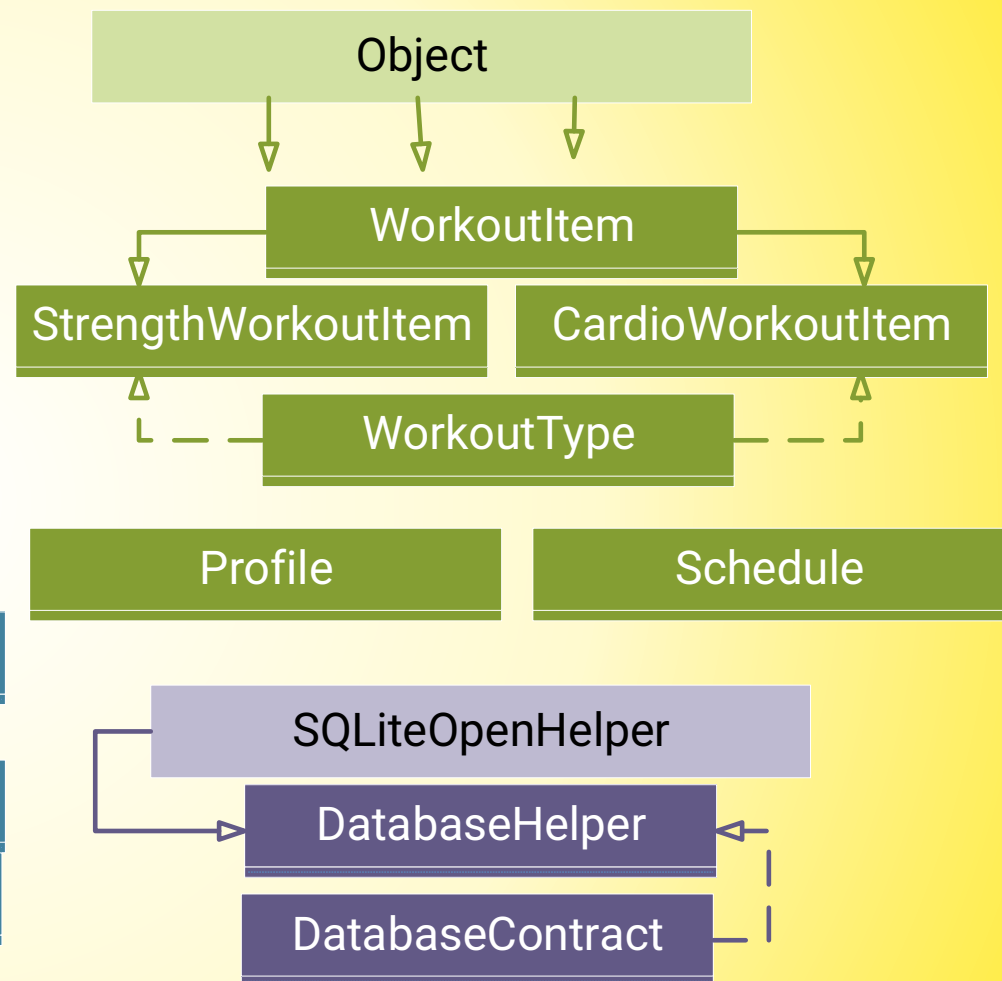 Object
WorkoutItem
StrengthWorkoutItem
CardioWorkoutItem
WorkoutType
Profile
Schedule
SQLiteOpenHelper
DatabaseHelper
DatabaseContract